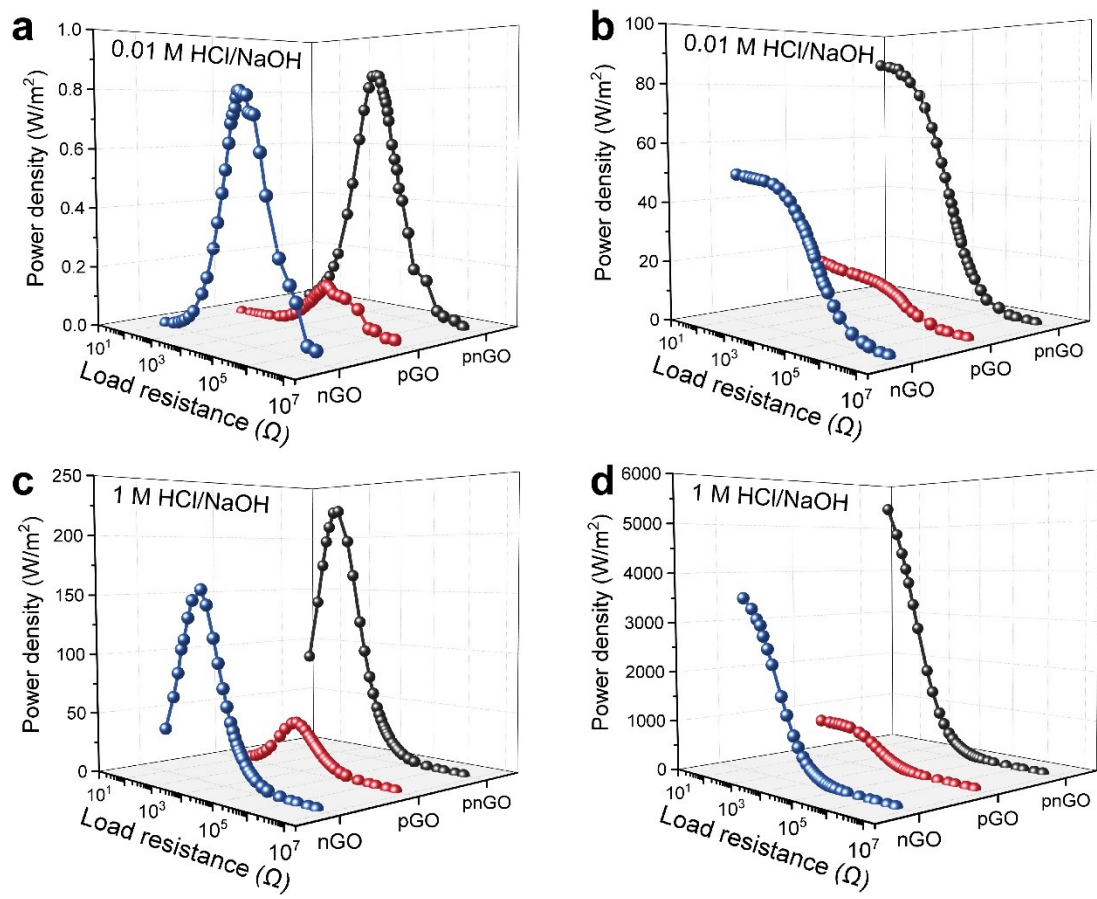 a
0.01 M HCl/NaOH
Power density (W/m²)
1.0
0.8
0.6
0.4
0.2
0.0
10¹
10³
10⁵
10⁷
Load resistance (Ω)
nGO
pGO
pnGO
b
0.01 M HCl/NaOH
Power density (W/m²)
100
80
60
40
20
0
10¹
10³
10⁵
10⁷
Load resistance (Ω)
nGO
pGO
pnGO
c
1 M HCl/NaOH
Power density (W/m²)
250
200
150
100
50
0
10¹
10³
10⁵
10⁷
Load resistance (Ω)
nGO
pGO
pnGO
d
1 M HCl/NaOH
Power density (W/m²)
6000
5000
4000
3000
2000
1000
0
10¹
10³
10⁵
10⁷
Load resistance (Ω)
nGO
pGO
pnGO